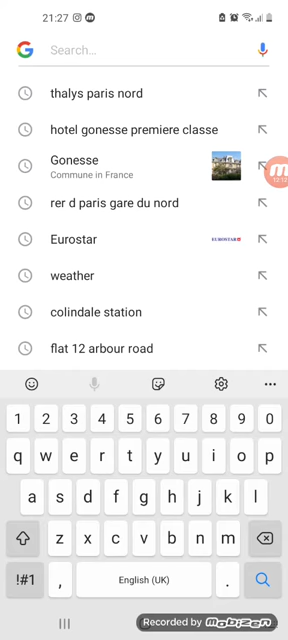 21:27
Search...
thalys paris nord
hotel gonesse premiere classe
Gonesse
Commune in France
rer d paris gare du nord
Eurostar
EUROSTAR
weather
colindale station
flat 12 arbour road
1 2 3 4 5 6 7 8 9 0
q w e r t y u i o p
a s d f g h j k l
z x c v b n m
!#1 , English (UK) .
Recorded by mobizen